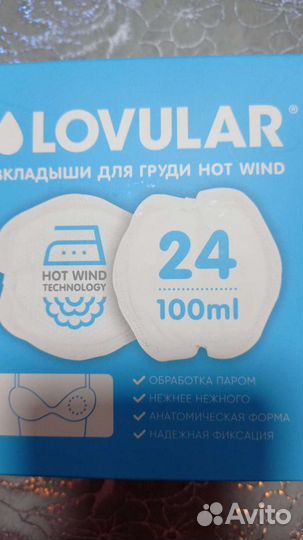 LOVULAR®
ВКЛАДЫШИ ДЛЯ ГРУДИ HOT WIND
HOT WIND
TECHNOLOGY
24
100ml
ОБРАБОТКА ПАРОМ
НЕЖНЕЕ НЕЖНОГО
АНАТОМИЧЕСКАЯ ФОРМА
НАДЕЖНАЯ ФИКСАЦИЯ
Avito